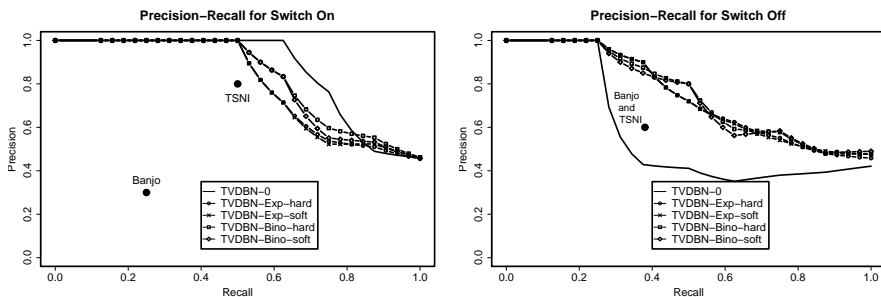 Precision−Recall for Switch On
Precision
0.0 0.2 0.4 0.6 0.8 1.0
TSNI
Banjo
TVDBN−0
TVDBN−Exp−hard
TVDBN−Exp−soft
TVDBN−Bino−hard
TVDBN−Bino−soft
0.0 0.2 0.4 0.6 0.8 1.0
Recall
Precision−Recall for Switch Off
Precision
0.0 0.2 0.4 0.6 0.8 1.0
Banjo
and
TSNI
TVDBN−0
TVDBN−Exp−hard
TVDBN−Exp−soft
TVDBN−Bino−hard
TVDBN−Bino−soft
0.0 0.2 0.4 0.6 0.8 1.0
Recall